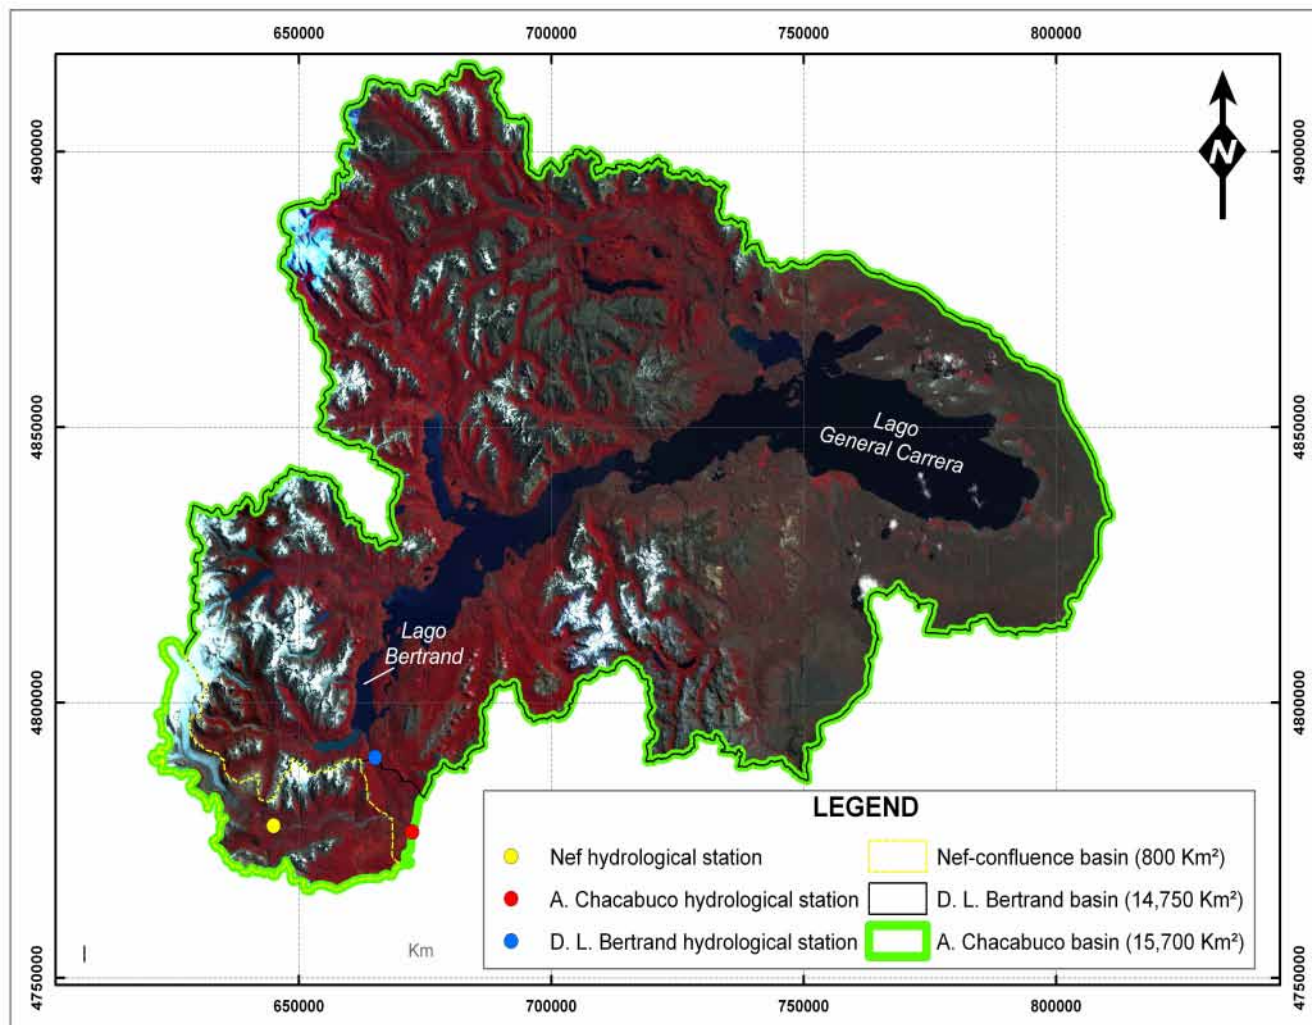 650000 700000 750000 800000
4900000 4900000
N
4850000 4850000
Lago
General Carrera
Lago
Bertrand
4800000 4800000
LEGEND
Nef hydrological station
Nef-confluence basin (800 Km²)
A. Chacabuco hydrological station
D. L. Bertrand basin (14,750 Km²)
D. L. Bertrand hydrological station
A. Chacabuco basin (15,700 Km²)
Km
4750000 4750000
650000 700000 750000 800000